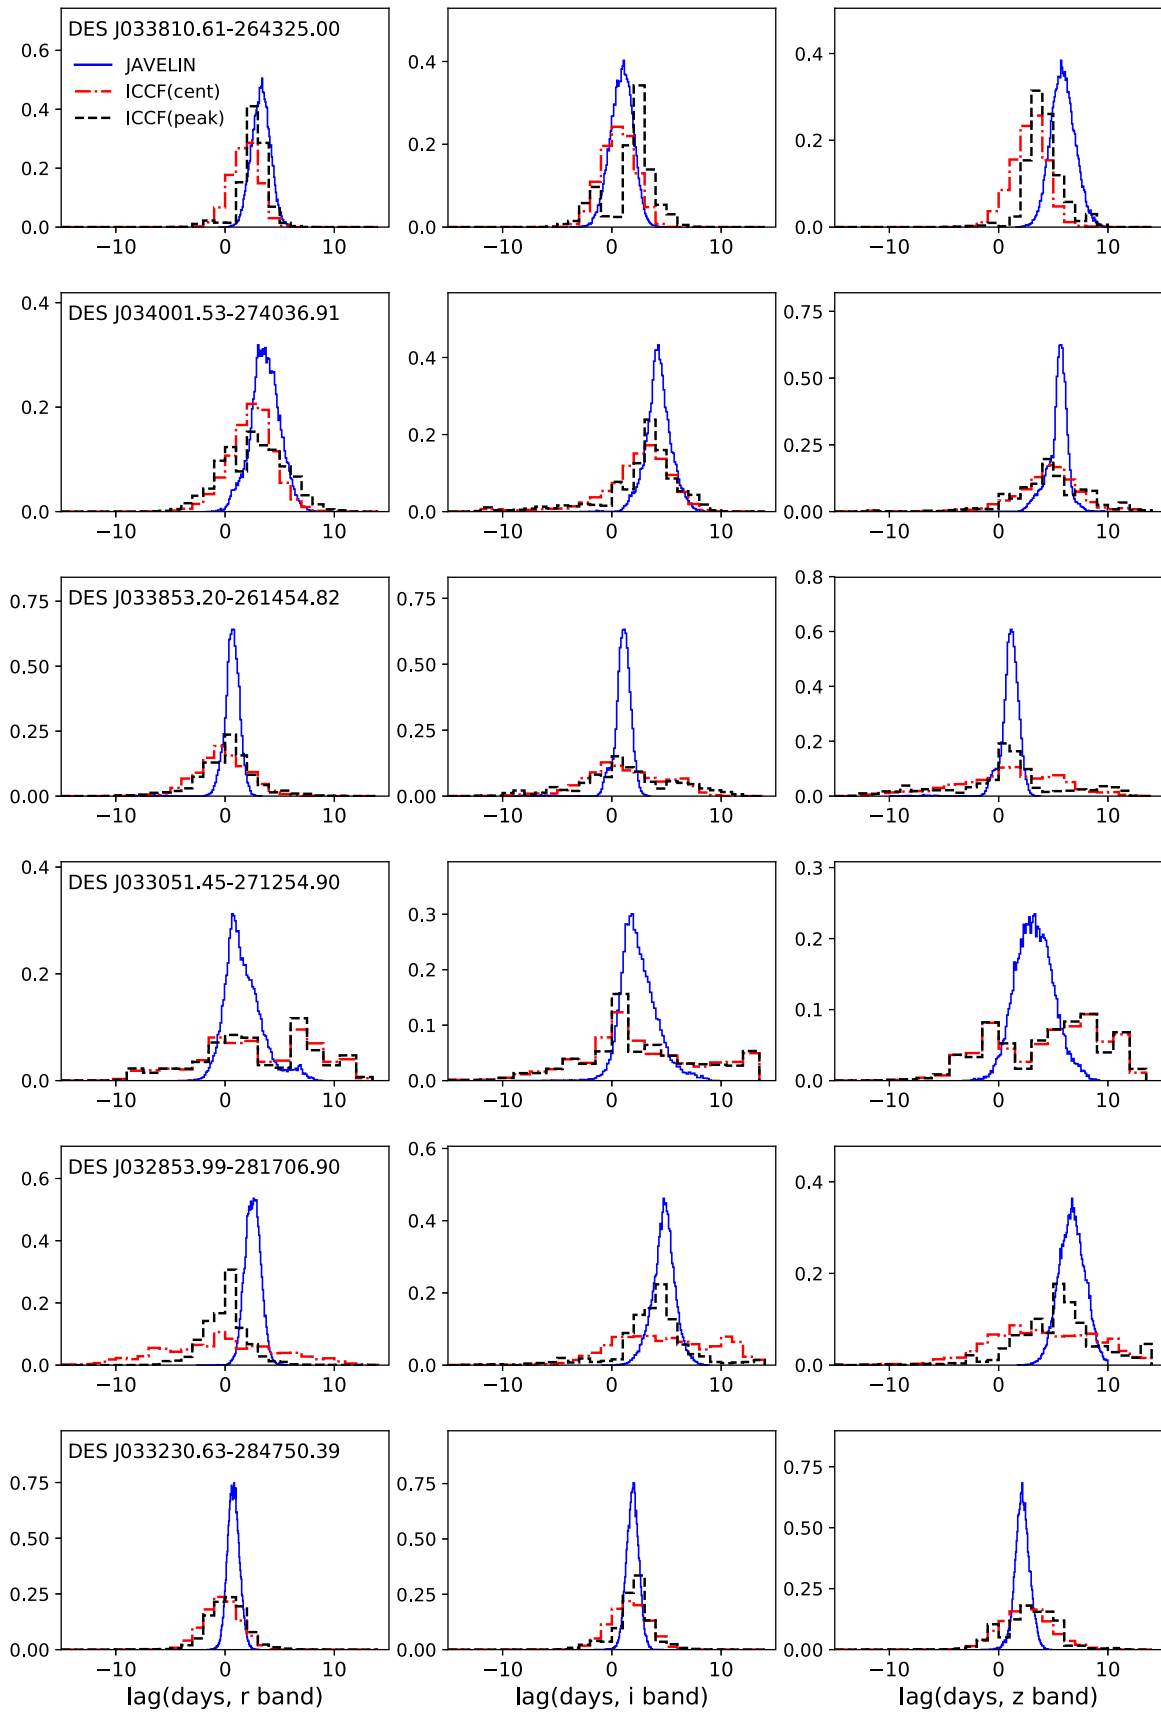 DES J033810.61-264325.00
JAVELIN
ICCF(cent)
ICCF(peak)
0.6
0.4
0.2
0.0
−10 0 10
0.4
0.2
0.0
−10 0 10
0.4
0.2
0.0
−10 0 10
DES J034001.53-274036.91
0.4
0.2
0.0
−10 0 10
0.4
0.2
0.0
−10 0 10
0.75
0.50
0.25
0.00
−10 0 10
DES J033853.20-261454.82
0.75
0.50
0.25
0.00
−10 0 10
0.75
0.50
0.25
0.00
−10 0 10
0.8
0.6
0.4
0.2
0.0
−10 0 10
DES J033051.45-271254.90
0.4
0.2
0.0
−10 0 10
0.3
0.2
0.1
0.0
−10 0 10
0.3
0.2
0.1
0.0
−10 0 10
DES J032853.99-281706.90
0.6
0.4
0.2
0.0
−10 0 10
0.6
0.4
0.2
0.0
−10 0 10
0.4
0.2
0.0
−10 0 10
DES J033230.63-284750.39
0.75
0.50
0.25
0.00
−10 0 10
lag(days, r band)
0.75
0.50
0.25
0.00
−10 0 10
lag(days, i band)
0.75
0.50
0.25
0.00
−10 0 10
lag(days, z band)